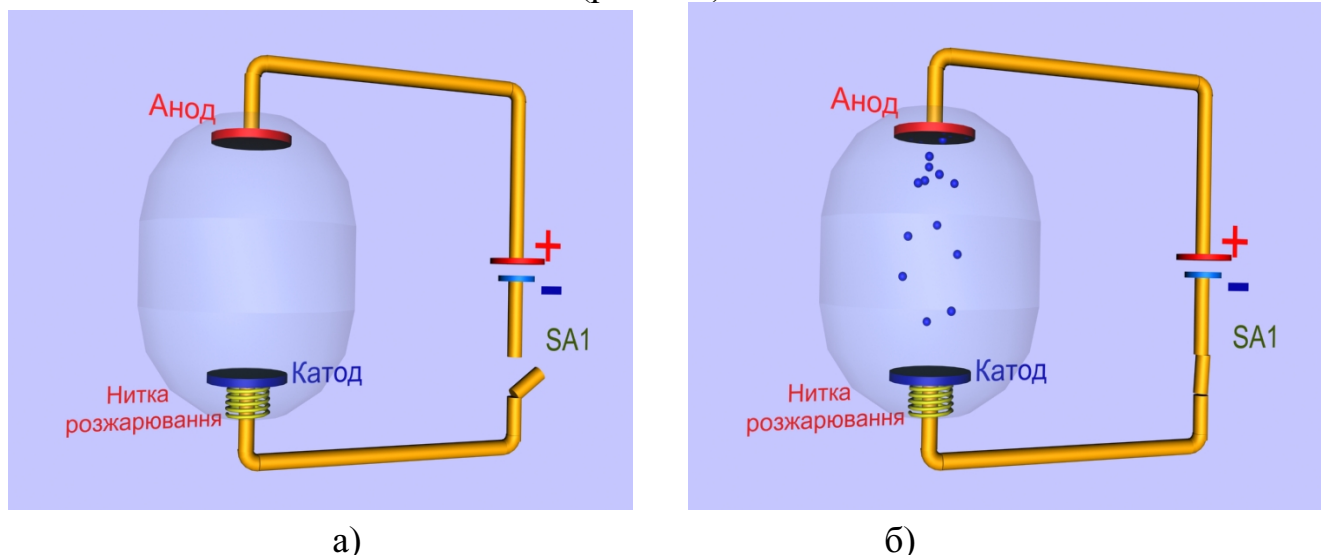 Анод
+
-
SA1
Катод
Нитка
розжарювання
а)
Анод
+
-
SA1
Катод
Нитка
розжарювання
б)